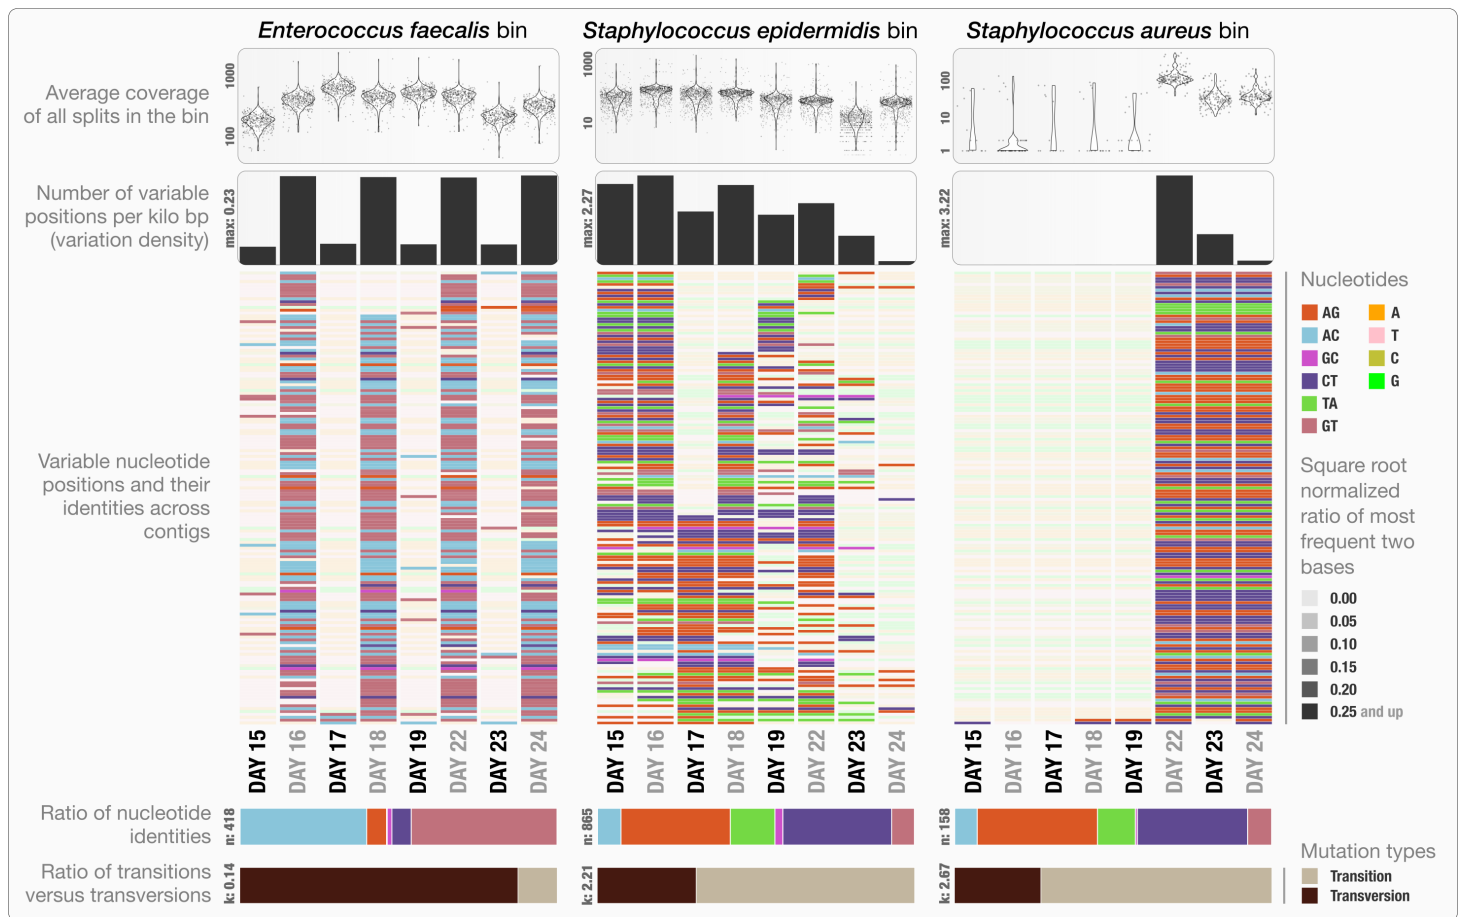 Enterococcus faecalis bin
Staphylococcus epidermidis bin
Staphylococcus aureus bin
Average coverage
of all splits in the bin
1000
100
1000
10
100
10
1
Number of variable
positions per kilo bp
(variation density)
max: 0.23
max: 2.27
max: 3.22
Variable nucleotide
positions and their
identities across
contigs
Nucleotides
AG
A
AC
T
GC
C
CT
G
TA
GT
Square root
normalized
ratio of most
frequent two
bases
0.00
0.05
0.10
0.15
0.20
0.25 and up
DAY 15
DAY 16
DAY 17
DAY 18
DAY 19
DAY 22
DAY 23
DAY 24
DAY 15
DAY 16
DAY 17
DAY 18
DAY 19
DAY 22
DAY 23
DAY 24
DAY 15
DAY 16
DAY 17
DAY 18
DAY 19
DAY 22
DAY 23
DAY 24
Ratio of nucleotide
identities
n: 418
n: 865
n: 158
Ratio of transitions
versus transversions
k: 0.14
k: 2.21
k: 2.67
Mutation types
Transition
Transversion